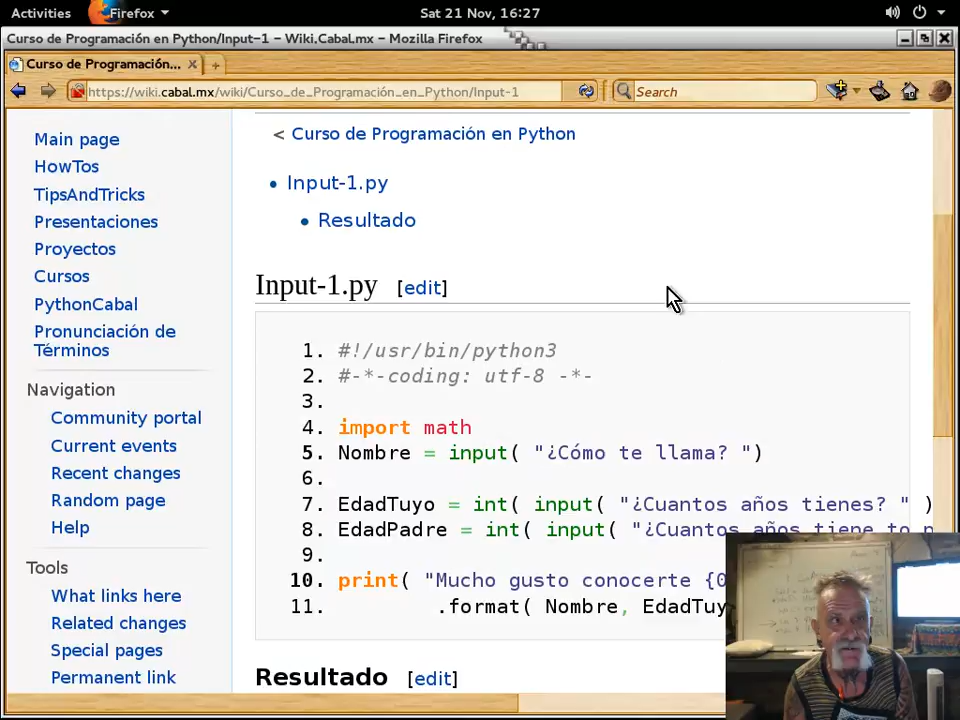 Activities Firefox Sat 21 Nov, 16:27
Curso de Programación en Python/Input-1 – Wiki.Cabal.mx – Mozilla Firefox
Curso de Programación...
https://wiki.cabal.mx/wiki/Curso_de_Programación_en_Python/Input-1 Search
Main page
HowTos
TipsAndTricks
Presentaciones
Proyectos
Cursos
PythonCabal
Pronunciación de
Términos
Navigation
Community portal
Current events
Recent changes
Random page
Help
Tools
What links here
Related changes
Special pages
Permanent link
< Curso de Programación en Python
• Input-1.py
• Resultado
Input-1.py [edit]
1. #!/usr/bin/python3
2. #-*-coding: utf-8 -*-
3.
4. import math
5. Nombre = input( "¿Cómo te llama? ")
6.
7. EdadTuyo = int( input( "¿Cuantos años tienes? " )
8. EdadPadre = int( input( "¿Cuantos años tiene to p
9.
10. print( "Mucho gusto conocerte {0
11. .format( Nombre, EdadTuy
Resultado [edit]